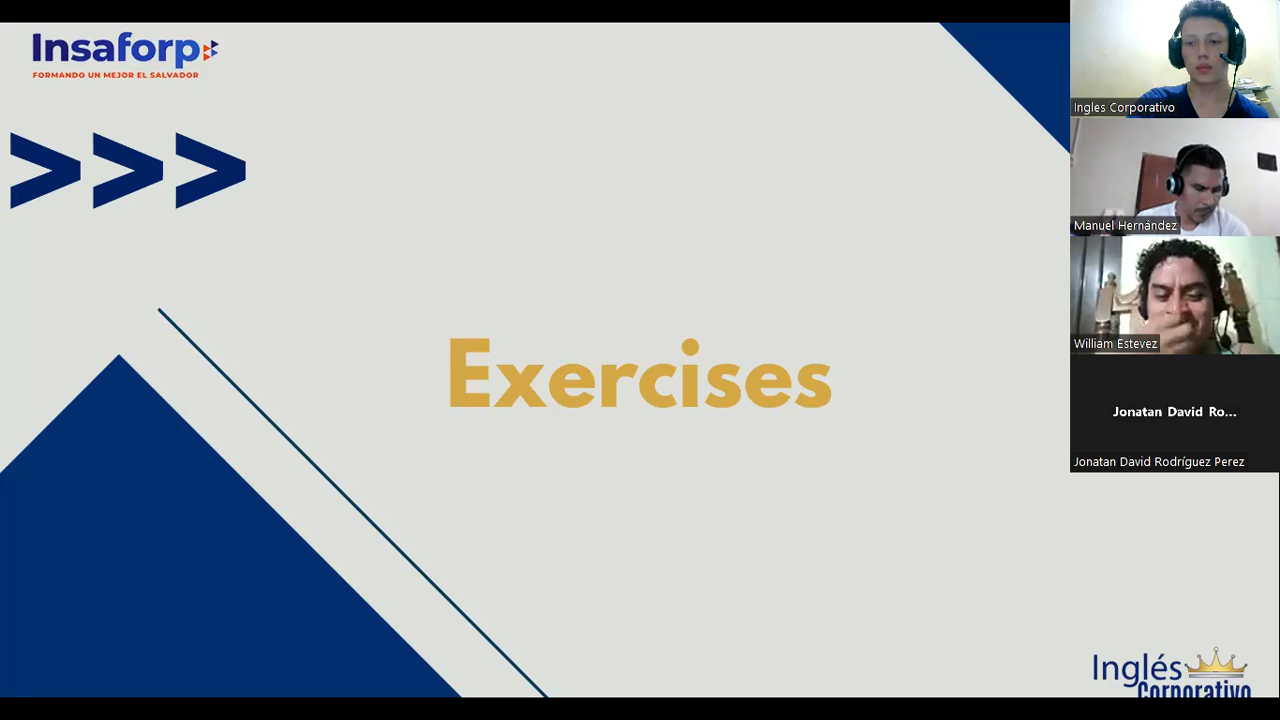 Insaforp
FORMANDO UN MEJOR EL SALVADOR
>>>
Exercises
Ingles Corporativo
Manuel Hernández
William Estevez
Jonatan David Ro...
Jonatan David Rodríguez Perez
Inglés
Corporativo